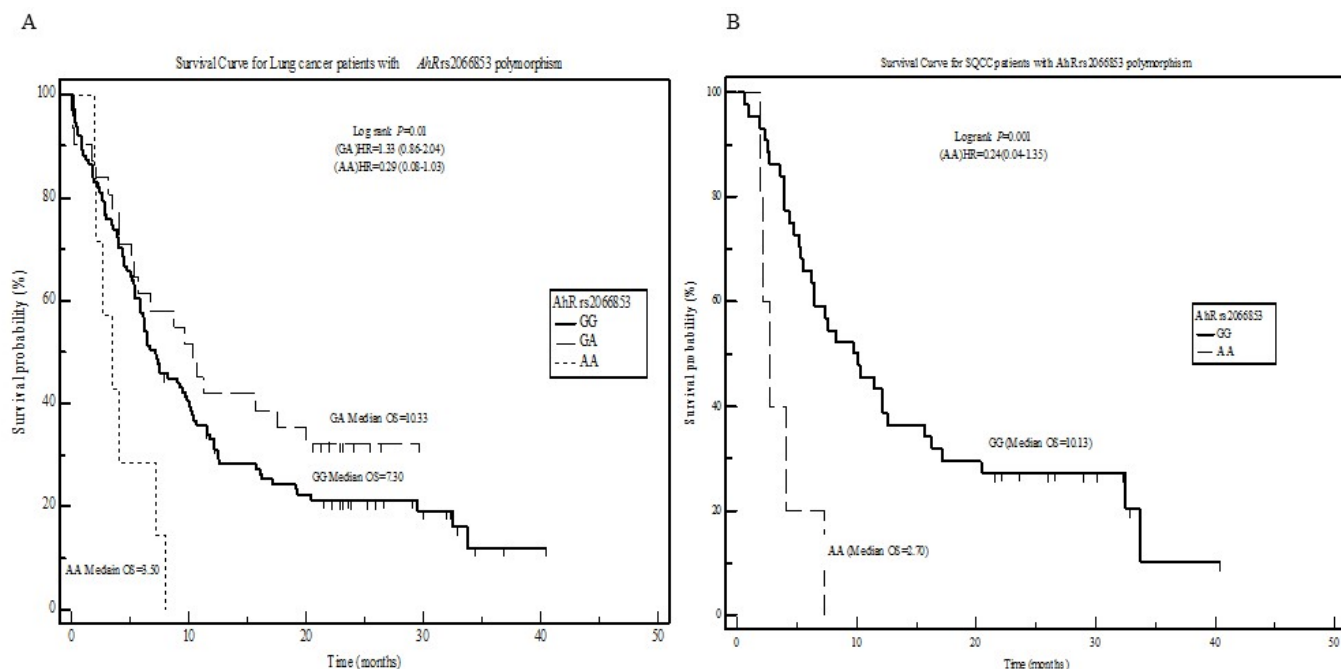 A
Survival Curve for Lung cancer patients with AhR rs2066853 polymorphism
Logrank P=0.01
(GA)HR=1.33 (0.86-2.04)
(AA)HR=0.29 (0.08-1.03)
AhR rs2066853
GG
GA
AA
GA Median OS=10.33
GG Median OS=7.30
AA Medain OS=3.50
Survival probability (%)
100
80
60
40
20
0
0 10 20 30 40 50
Time (months)
B
Survival Curve for SQCC patients with AhR rs2066853 polymorphism
Logrank P=0.001
(AA)HR=0.24(0.04-1.35)
AhR rs2066853
GG
AA
GG (Median OS=10.13)
AA (Median OS=2.70)
Survival probability (%)
100
80
60
40
20
0
0 10 20 30 40 50
Time (months)